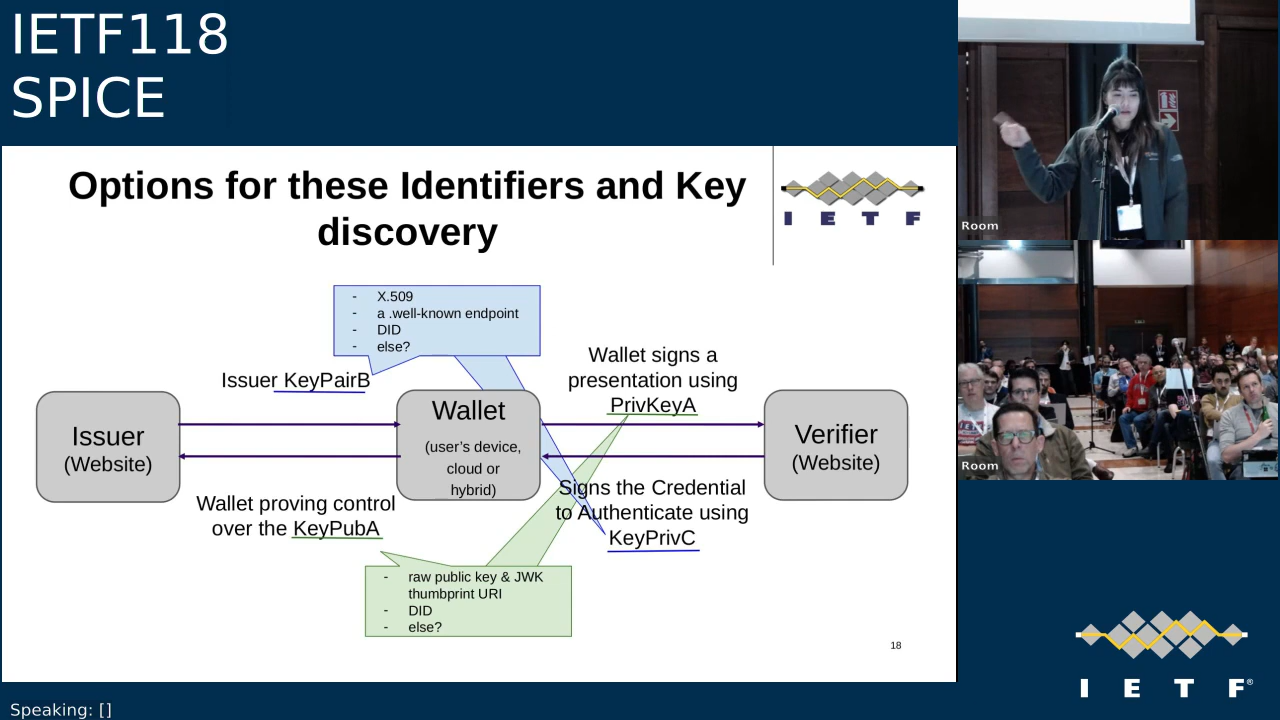 IETF118
SPICE
Options for these Identifiers and Key
discovery
I E T F
- X.509
- a .well-known endpoint
- DID
- else?
Issuer KeyPairB
Wallet signs a
presentation using
PrivKeyA
Issuer
(Website)
Wallet
(user's device,
cloud or
hybrid)
Verifier
(Website)
Wallet proving control
over the KeyPubA
Signs the Credential
to Authenticate using
KeyPrivC
- raw public key & JWK
thumbprint URI
- DID
- else?
18
Room
Room
I E T F®
Speaking: []